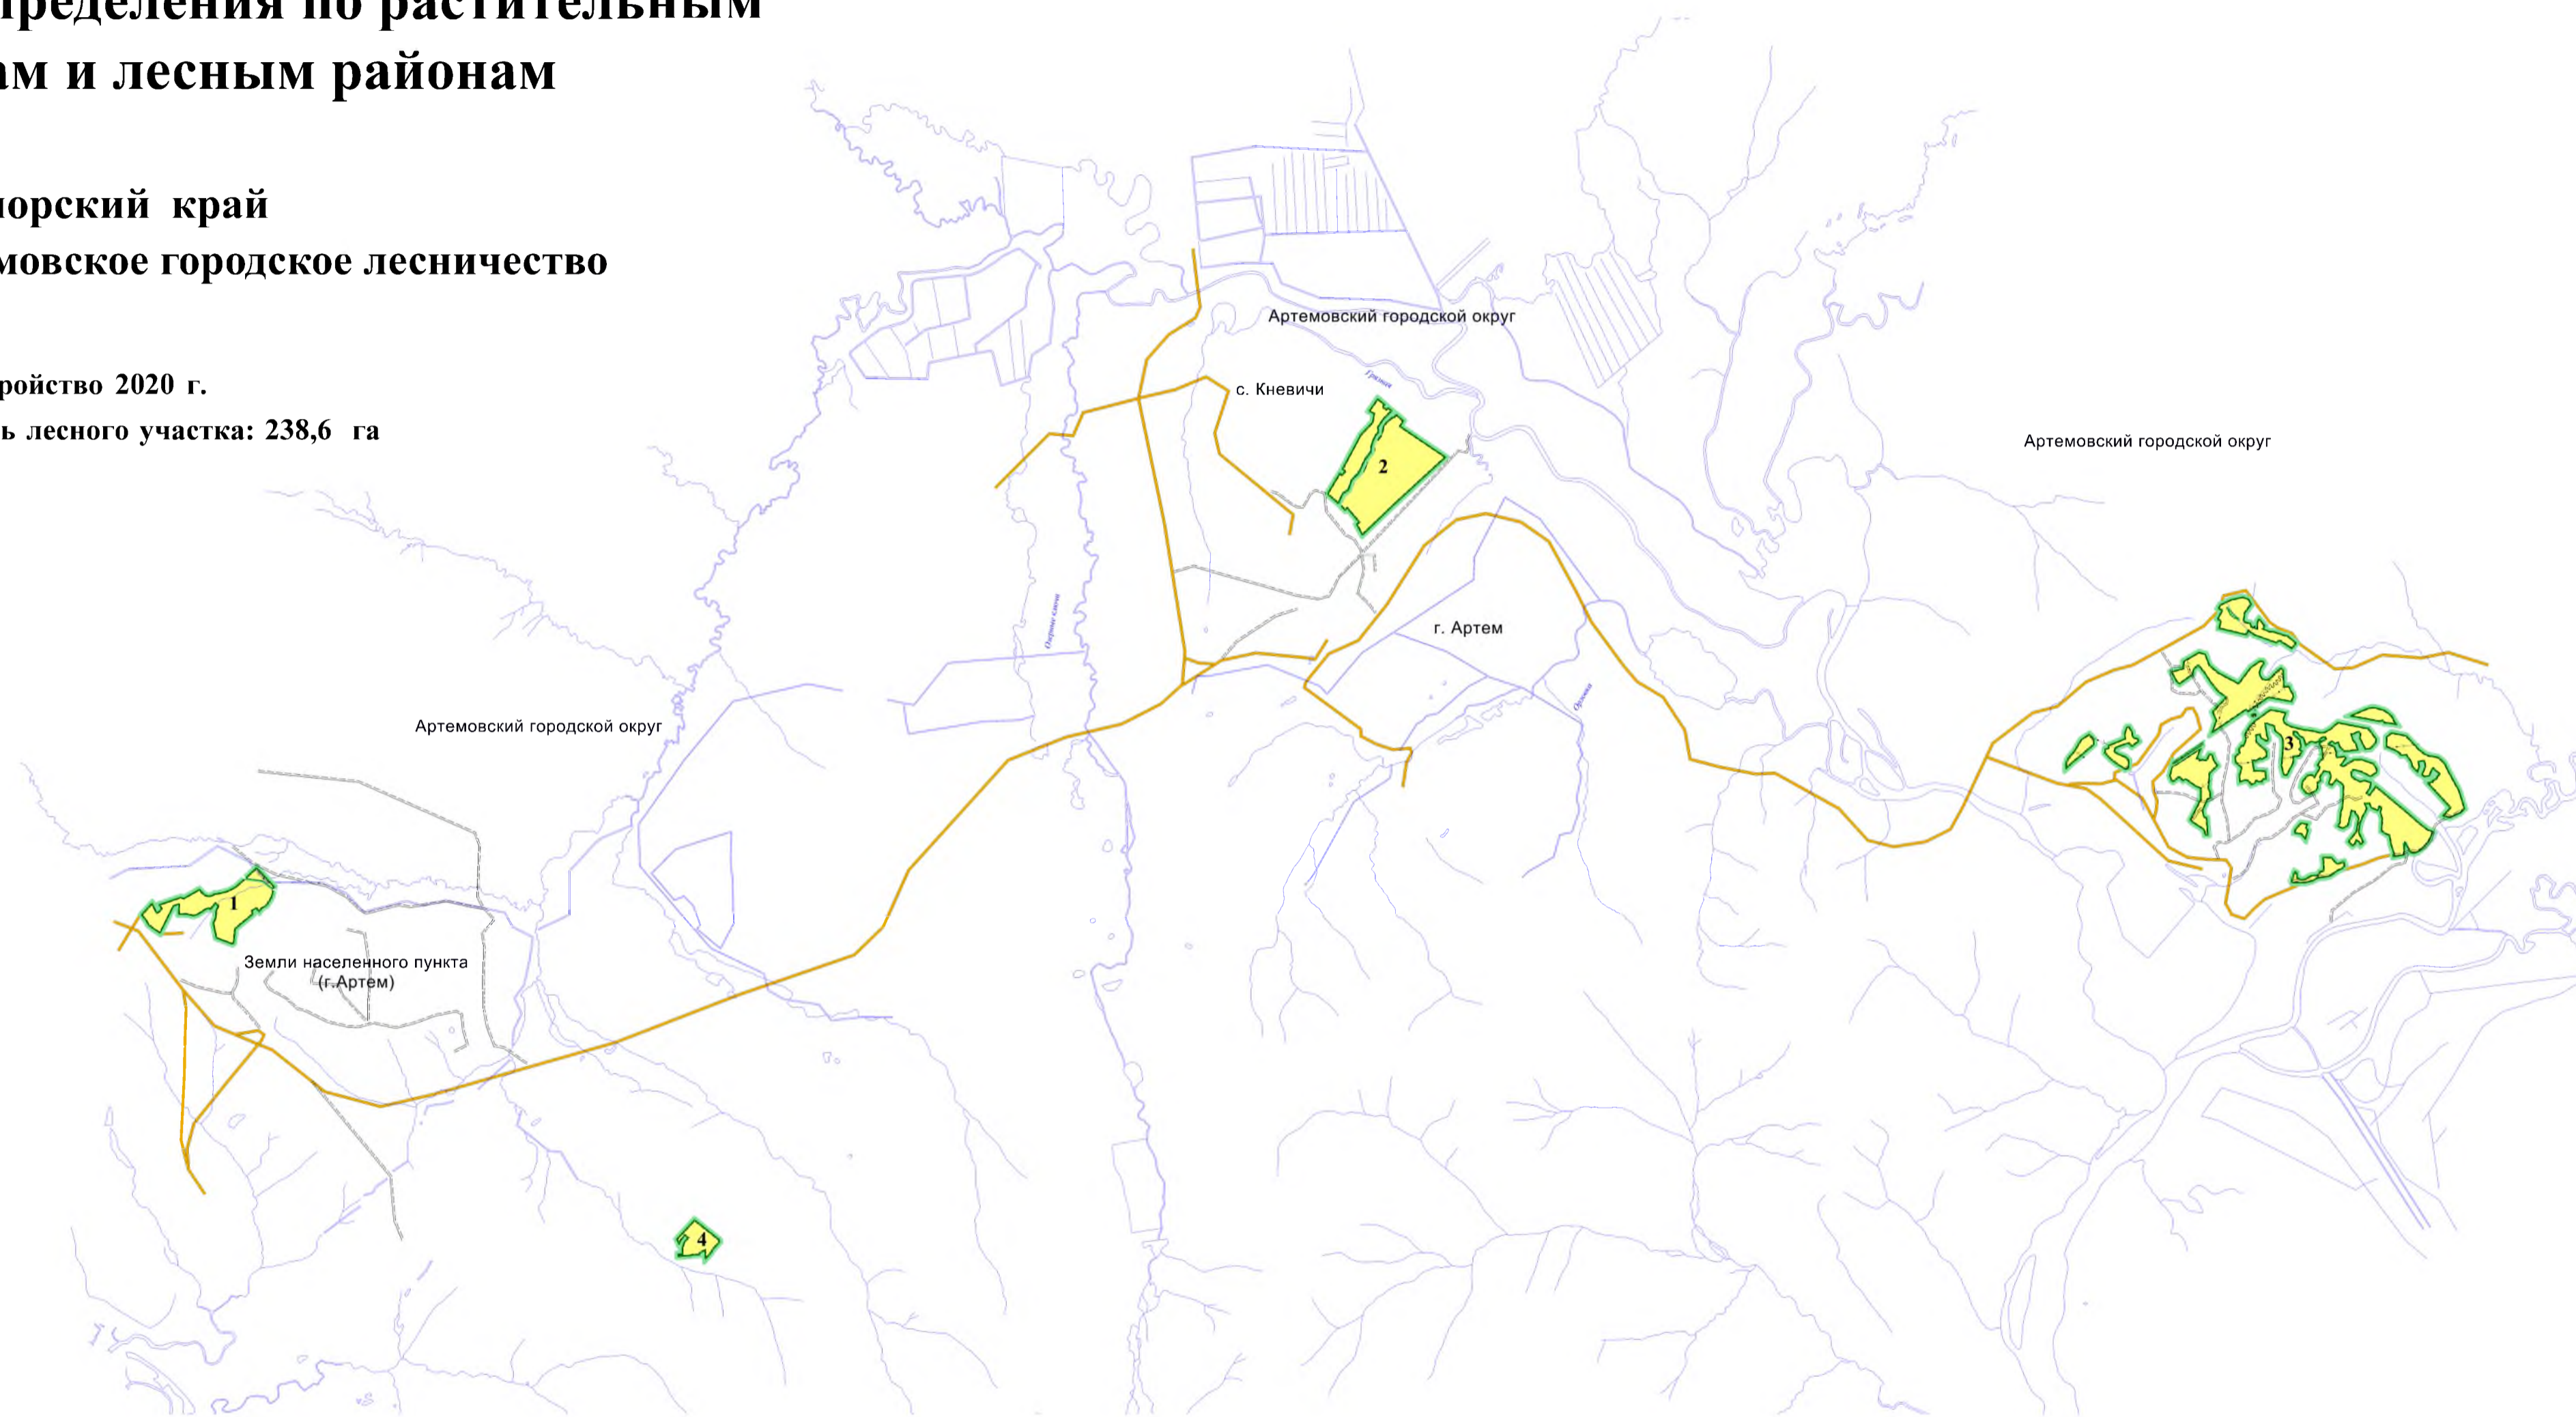 пределения по растительным
ам и лесным районам
орский край
мовское городское лесничество
ройство 2020 г.
ь лесного участка: 238,6 га
Артемовский городской округ
с. Кневичи
2
Артемовский городской округ
г. Артем
Артемовский городской округ
3
1
Земли населенного пункта
(г.Артем)
4